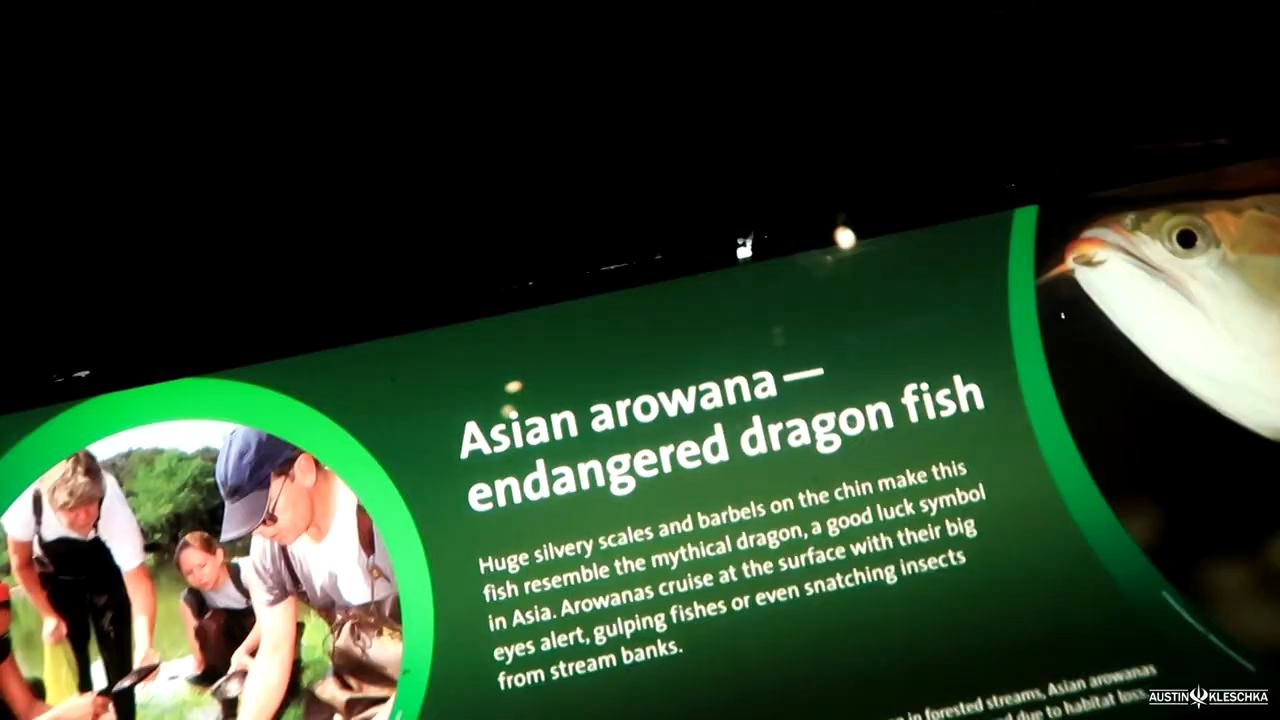 Asian arowana—
endangered dragon fish
Huge silvery scales and barbels on the chin make this
fish resemble the mythical dragon, a good luck symbol
in Asia. Arowanas cruise at the surface with their big
eyes alert, gulping fishes or even snatching insects
from stream banks.
in forested streams, Asian arowanas
due to habitat loss
AUSTIN KLESCHKA